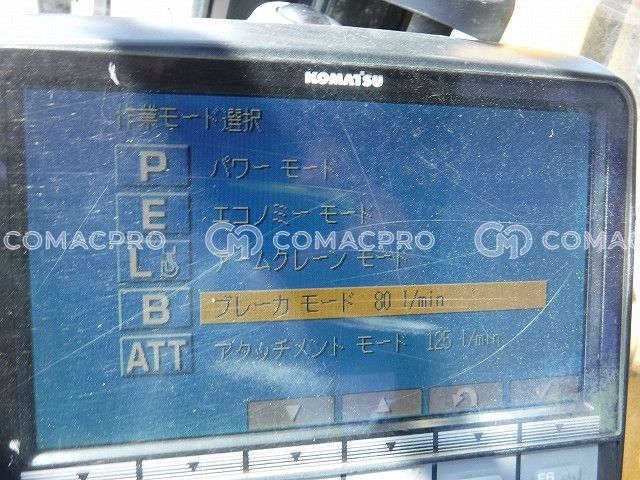 KOMATSU
作業モード選択
P パワー モード
E エコノミー モード
COMACPRO COMACPRO COMACPRO
L アームクレーン モード
B ブレーカ モード 80 l/min
ATT アタッチメント モード 125 l/min